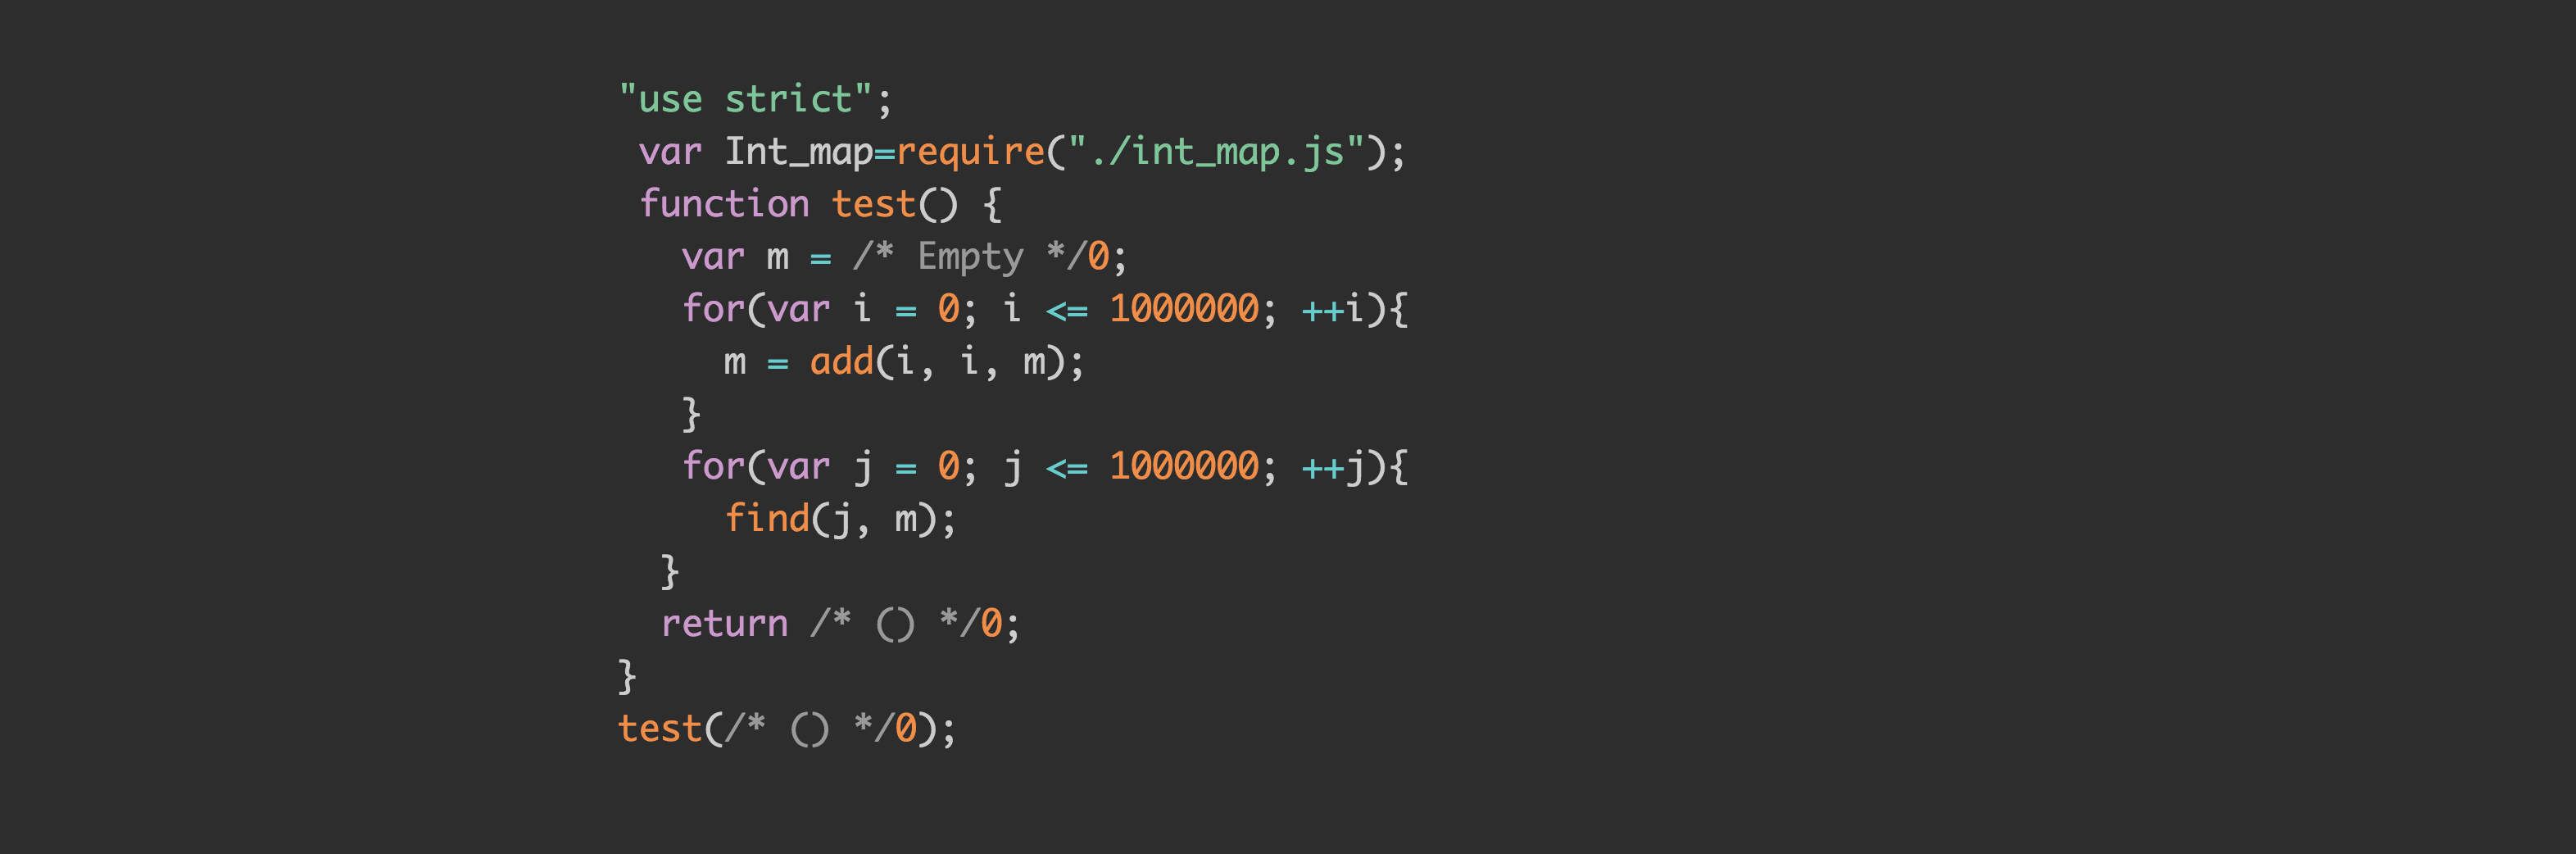 "use strict";
var Int_map=require("./int_map.js");
function test() {
var m = /* Empty */0;
for(var i = 0; i <= 1000000; ++i){
m = add(i, i, m);
}
for(var j = 0; j <= 1000000; ++j){
find(j, m);
}
return /* () */0;
}
test(/* () */0);